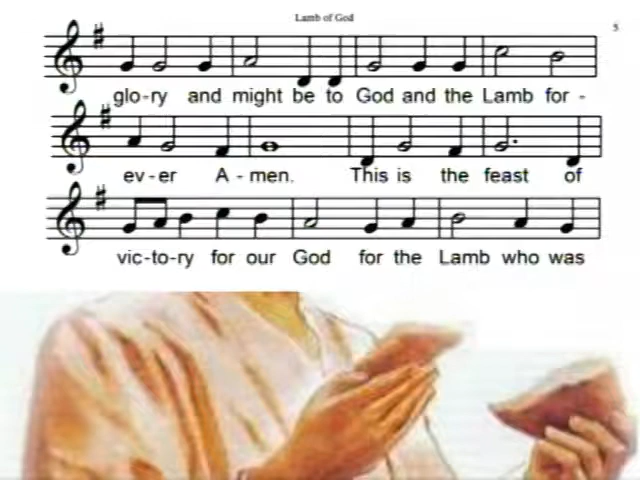 Lamb of God
5
glo-ry and might be to God and the Lamb for -
ev - er A - men. This is the feast of
vic-to-ry for our God for the Lamb who was